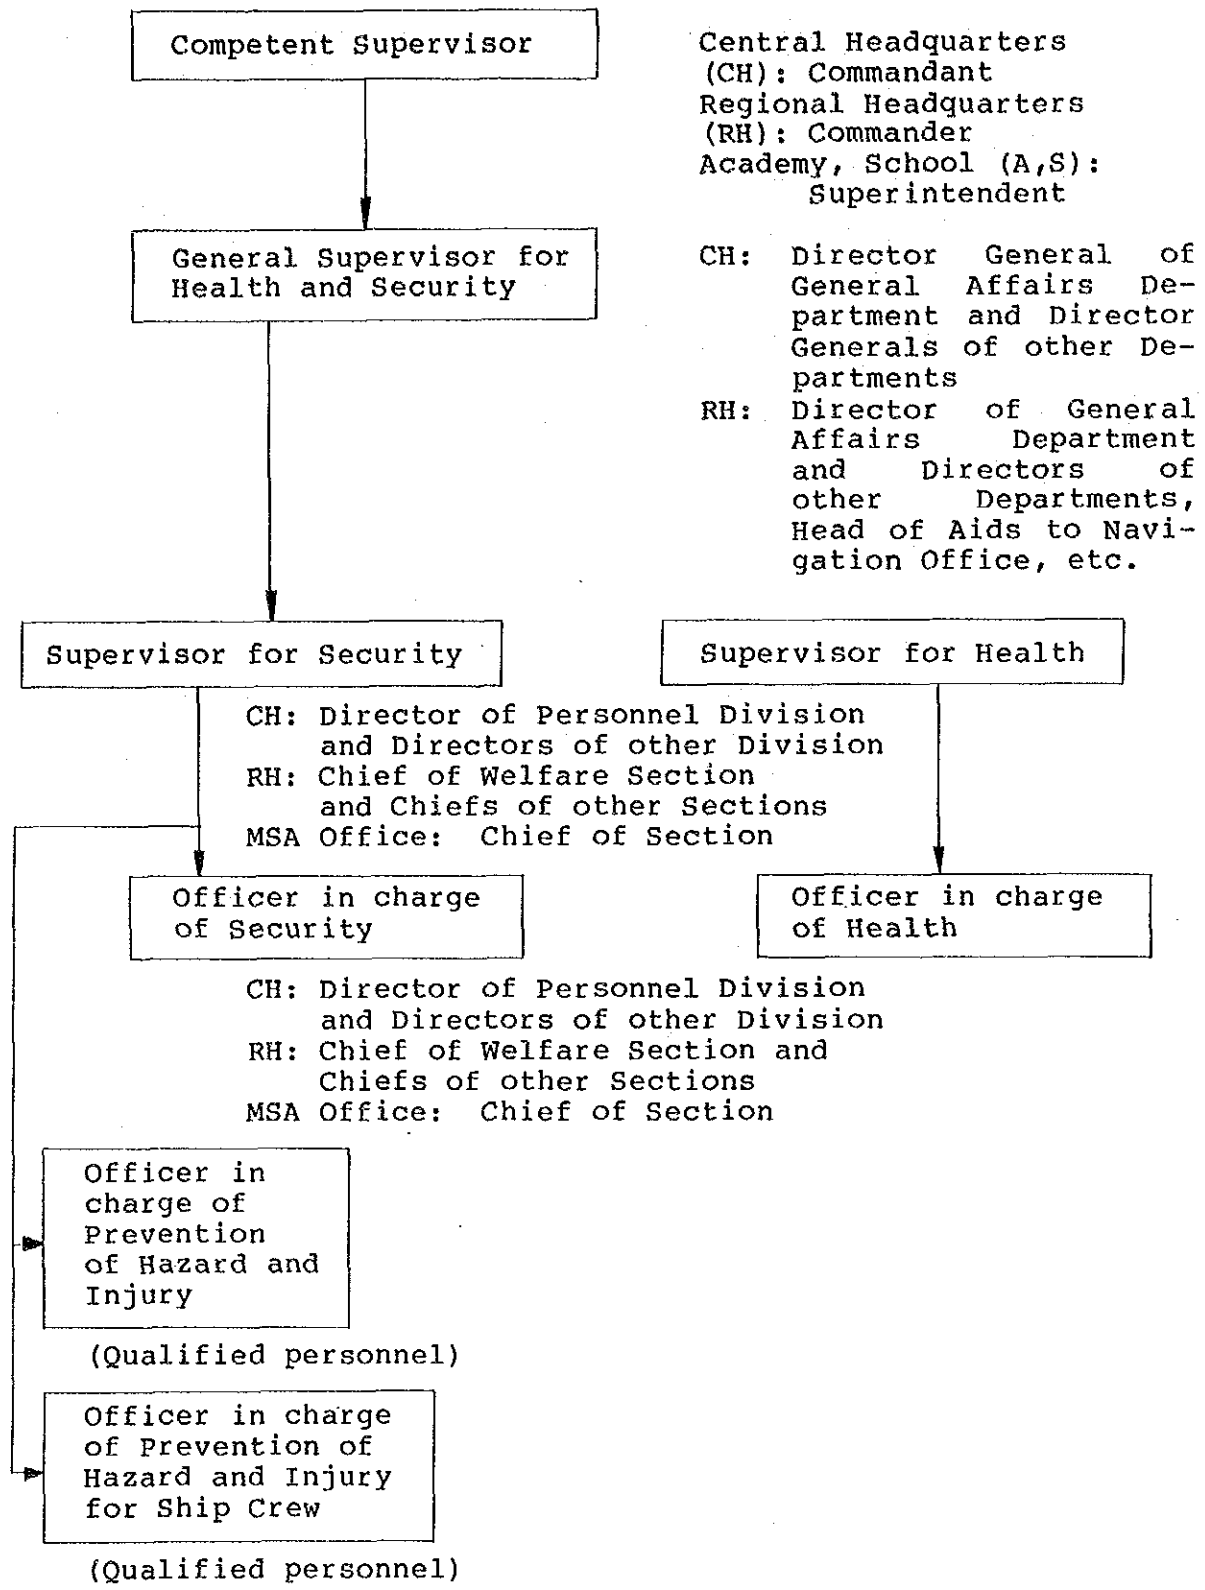 Competent Supervisor
Central Headquarters
(CH): Commandant
Regional Headquarters
(RH): Commander
Academy, School (A,S):
Superintendent
General Supervisor for
Health and Security
CH: Director General of
General Affairs De-
partment and Director
Generals of other De-
partments
RH: Director of General
Affairs Department
and Directors of
other Departments,
Head of Aids to Navi-
gation Office, etc.
Supervisor for Security
Supervisor for Health
CH: Director of Personnel Division
and Directors of other Division
RH: Chief of Welfare Section
and Chiefs of other Sections
MSA Office: Chief of Section
Officer in charge
of Security
Officer in charge
of Health
CH: Director of Personnel Division
and Directors of other Division
RH: Chief of Welfare Section and
Chiefs of other Sections
MSA Office: Chief of Section
Officer in
charge of
Prevention
of Hazard and
Injury
(Qualified personnel)
Officer in charge
of Prevention of
Hazard and Injury
for Ship Crew
(Qualified personnel)